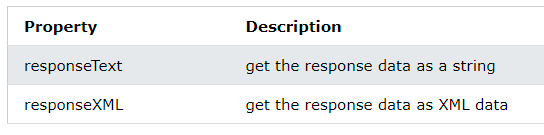 Property Description
responseText get the response data as a string
responseXML get the response data as XML data